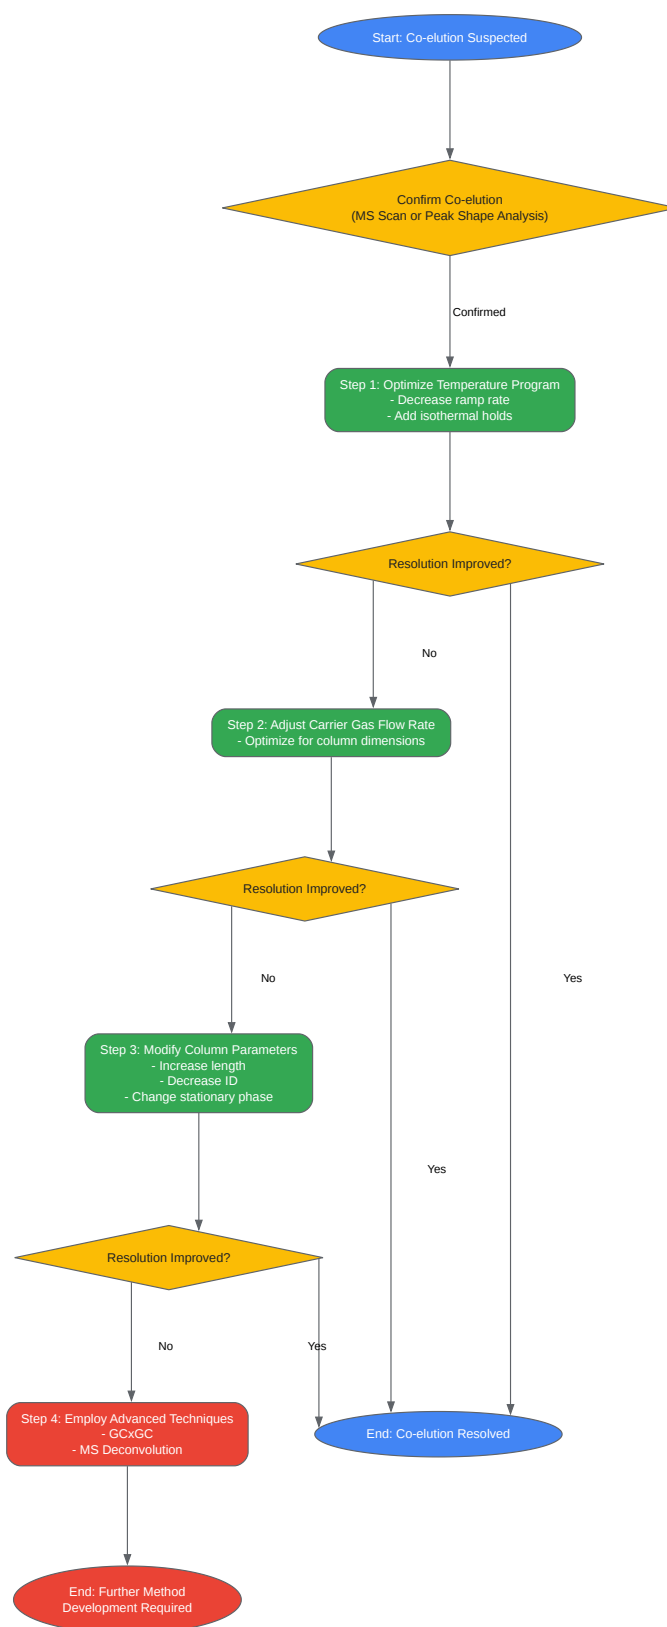 Start: Co-elution Suspected
Confirm Co-elution
(MS Scan or Peak Shape Analysis)
Confirmed
Step 1: Optimize Temperature Program
- Decrease ramp rate
- Add isothermal holds
Resolution Improved?
No
Step 2: Adjust Carrier Gas Flow Rate
- Optimize for column dimensions
Resolution Improved?
No
Yes
Step 3: Modify Column Parameters
- Increase length
- Decrease ID
- Change stationary phase
Yes
Resolution Improved?
No
Yes
Step 4: Employ Advanced Techniques
- GCxGC
- MS Deconvolution
End: Co-elution Resolved
End: Further Method
Development Required